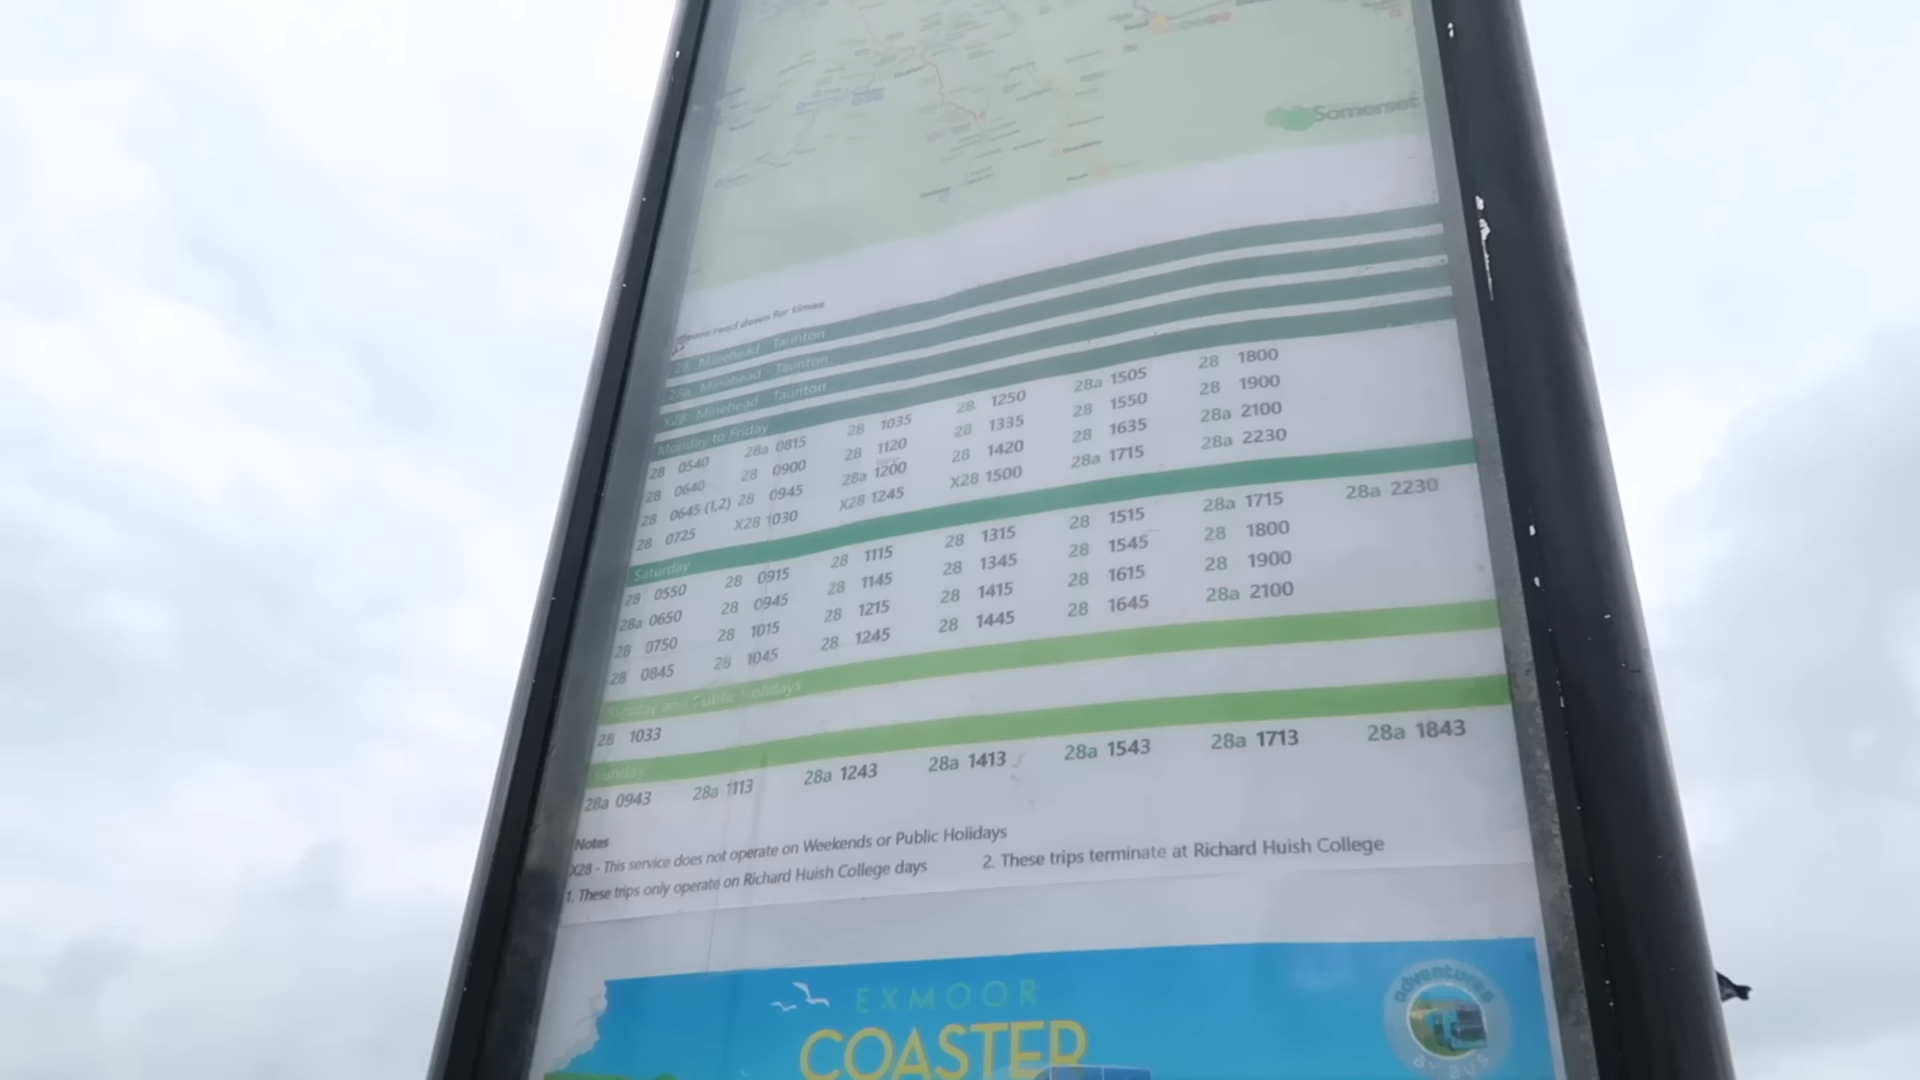 Somerset
Please read down for times
28 Minehead - Taunton
28a Minehead - Taunton
X28 Minehead - Taunton
Monday to Friday
28 0540 28a 0815 28 1035 28 1250 28a 1505 28 1800
28 0640 28 0900 28 1120 28 1335 28 1550 28 1900
28 0645 (1,2) 28 0945 28a 1200 28 1420 28 1635 28a 2100
28 0725 X28 1030 X28 1245 X28 1500 28a 1715 28a 2230
Saturday
28 0550 28 0915 28 1115 28 1315 28 1515 28a 1715 28a 2230
28a 0650 28 0945 28 1145 28 1345 28 1545 28 1800
28 0750 28 1015 28 1215 28 1415 28 1615 28 1900
28 0845 28 1045 28 1245 28 1445 28 1645 28a 2100
Sunday and Public Holidays
28 1033
Sunday
28a 0943 28a 1113 28a 1243 28a 1413 28a 1543 28a 1713 28a 1843
Notes
X28 - This service does not operate on Weekends or Public Holidays
1. These trips only operate on Richard Huish College days 2. These trips terminate at Richard Huish College
EXMOOR
COASTER
adventures
BY BUS